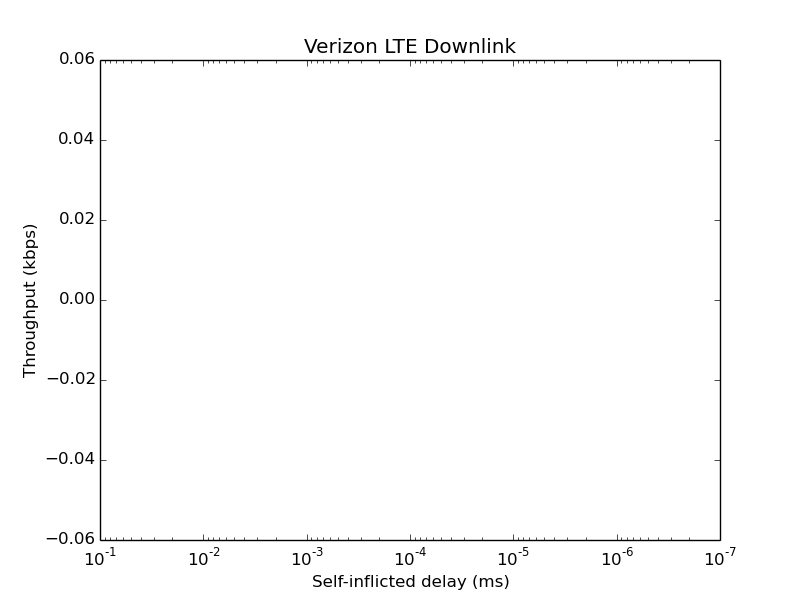 Verizon LTE Downlink
0.06
0.04
0.02
0.00
−0.02
−0.04
−0.06
Throughput (kbps)
10⁻¹ 10⁻² 10⁻³ 10⁻⁴ 10⁻⁵ 10⁻⁶ 10⁻⁷
Self-inflicted delay (ms)